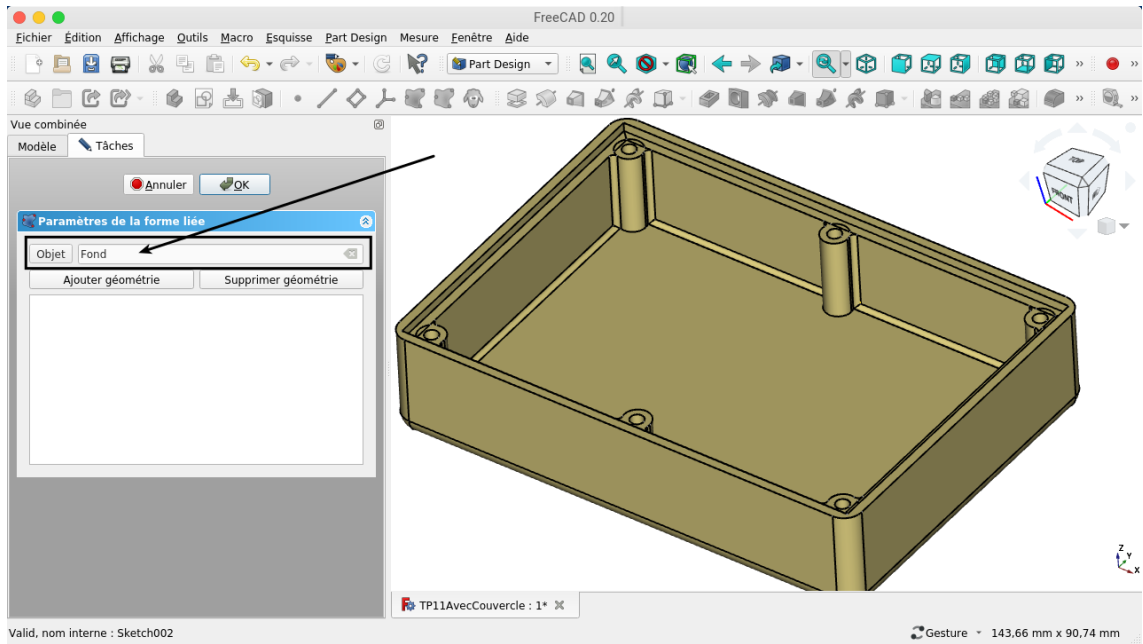 FreeCAD 0.20
Fichier Édition Affichage Outils Macro Esquisse Part Design Mesure Fenêtre Aide
Part Design
»
»
»
»
Vue combinée
Modèle
Tâches
Annuler
OK
Paramètres de la forme liée
Objet
Fond
Ajouter géométrie
Supprimer géométrie
TOP
FRONT
Z
Y
X
TP11AvecCouvercle : 1*
Valid, nom interne : Sketch002
Gesture
143,66 mm x 90,74 mm